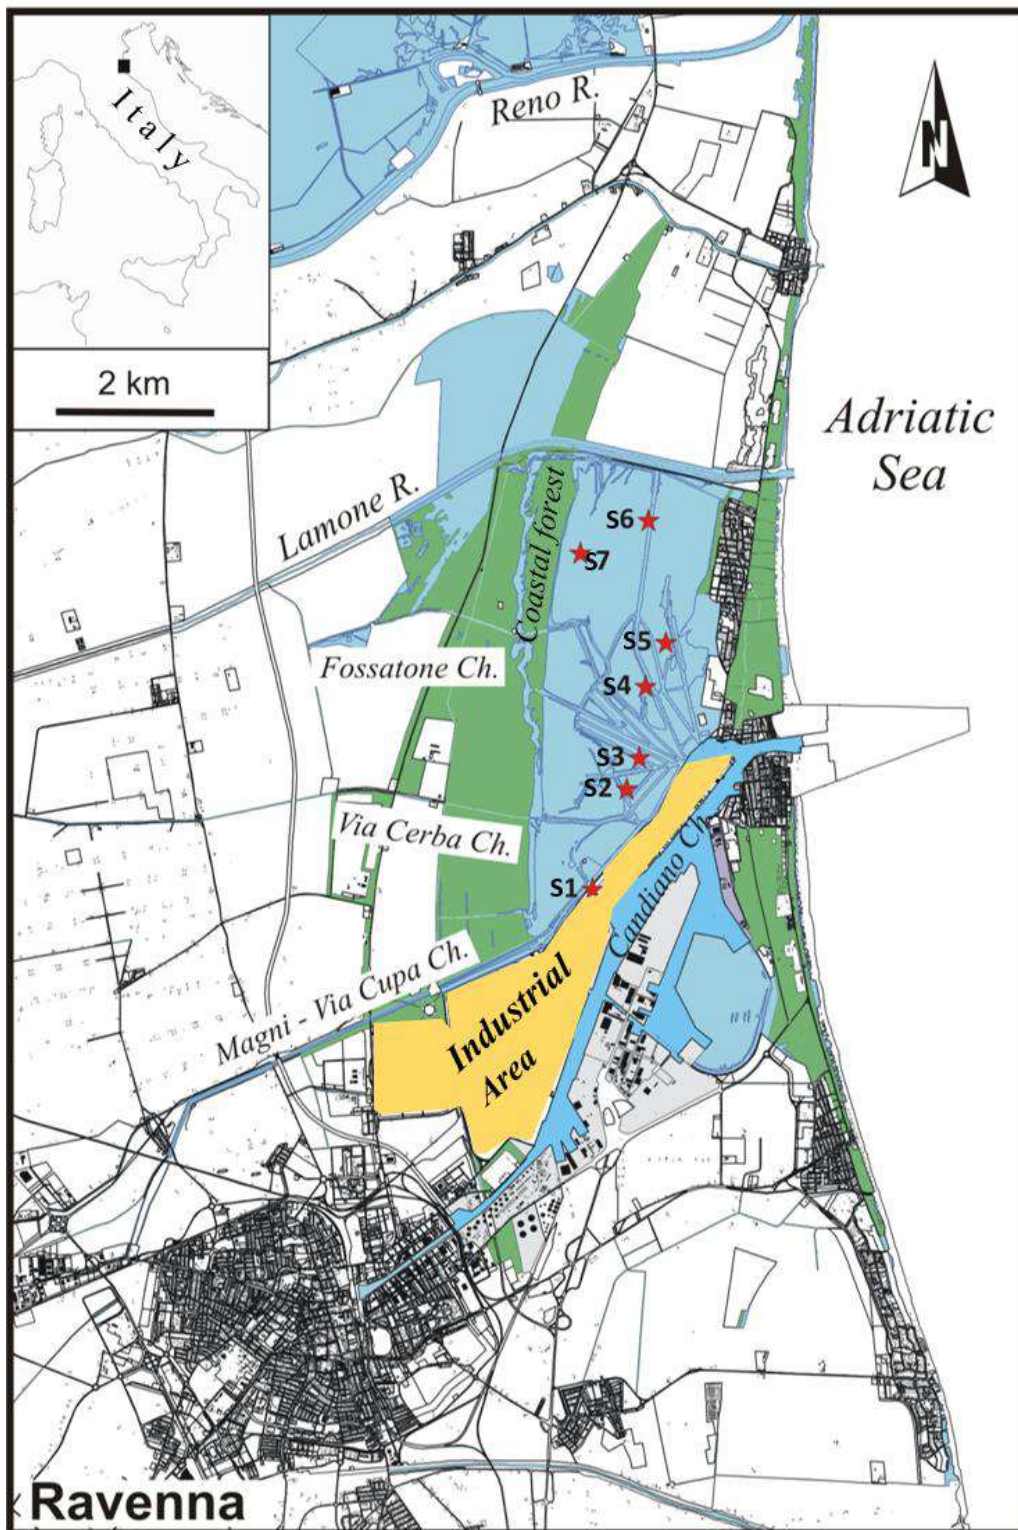 Italy
N
2 km
Reno R.
Adriatic
Sea
Lamone R.
Coastal forest
S6
S7
S5
Fossatone Ch.
S4
S3
S2
Via Cerba Ch.
S1
Candiano Ch.
Magni - Via Cupa Ch.
Industrial
Area
Ravenna